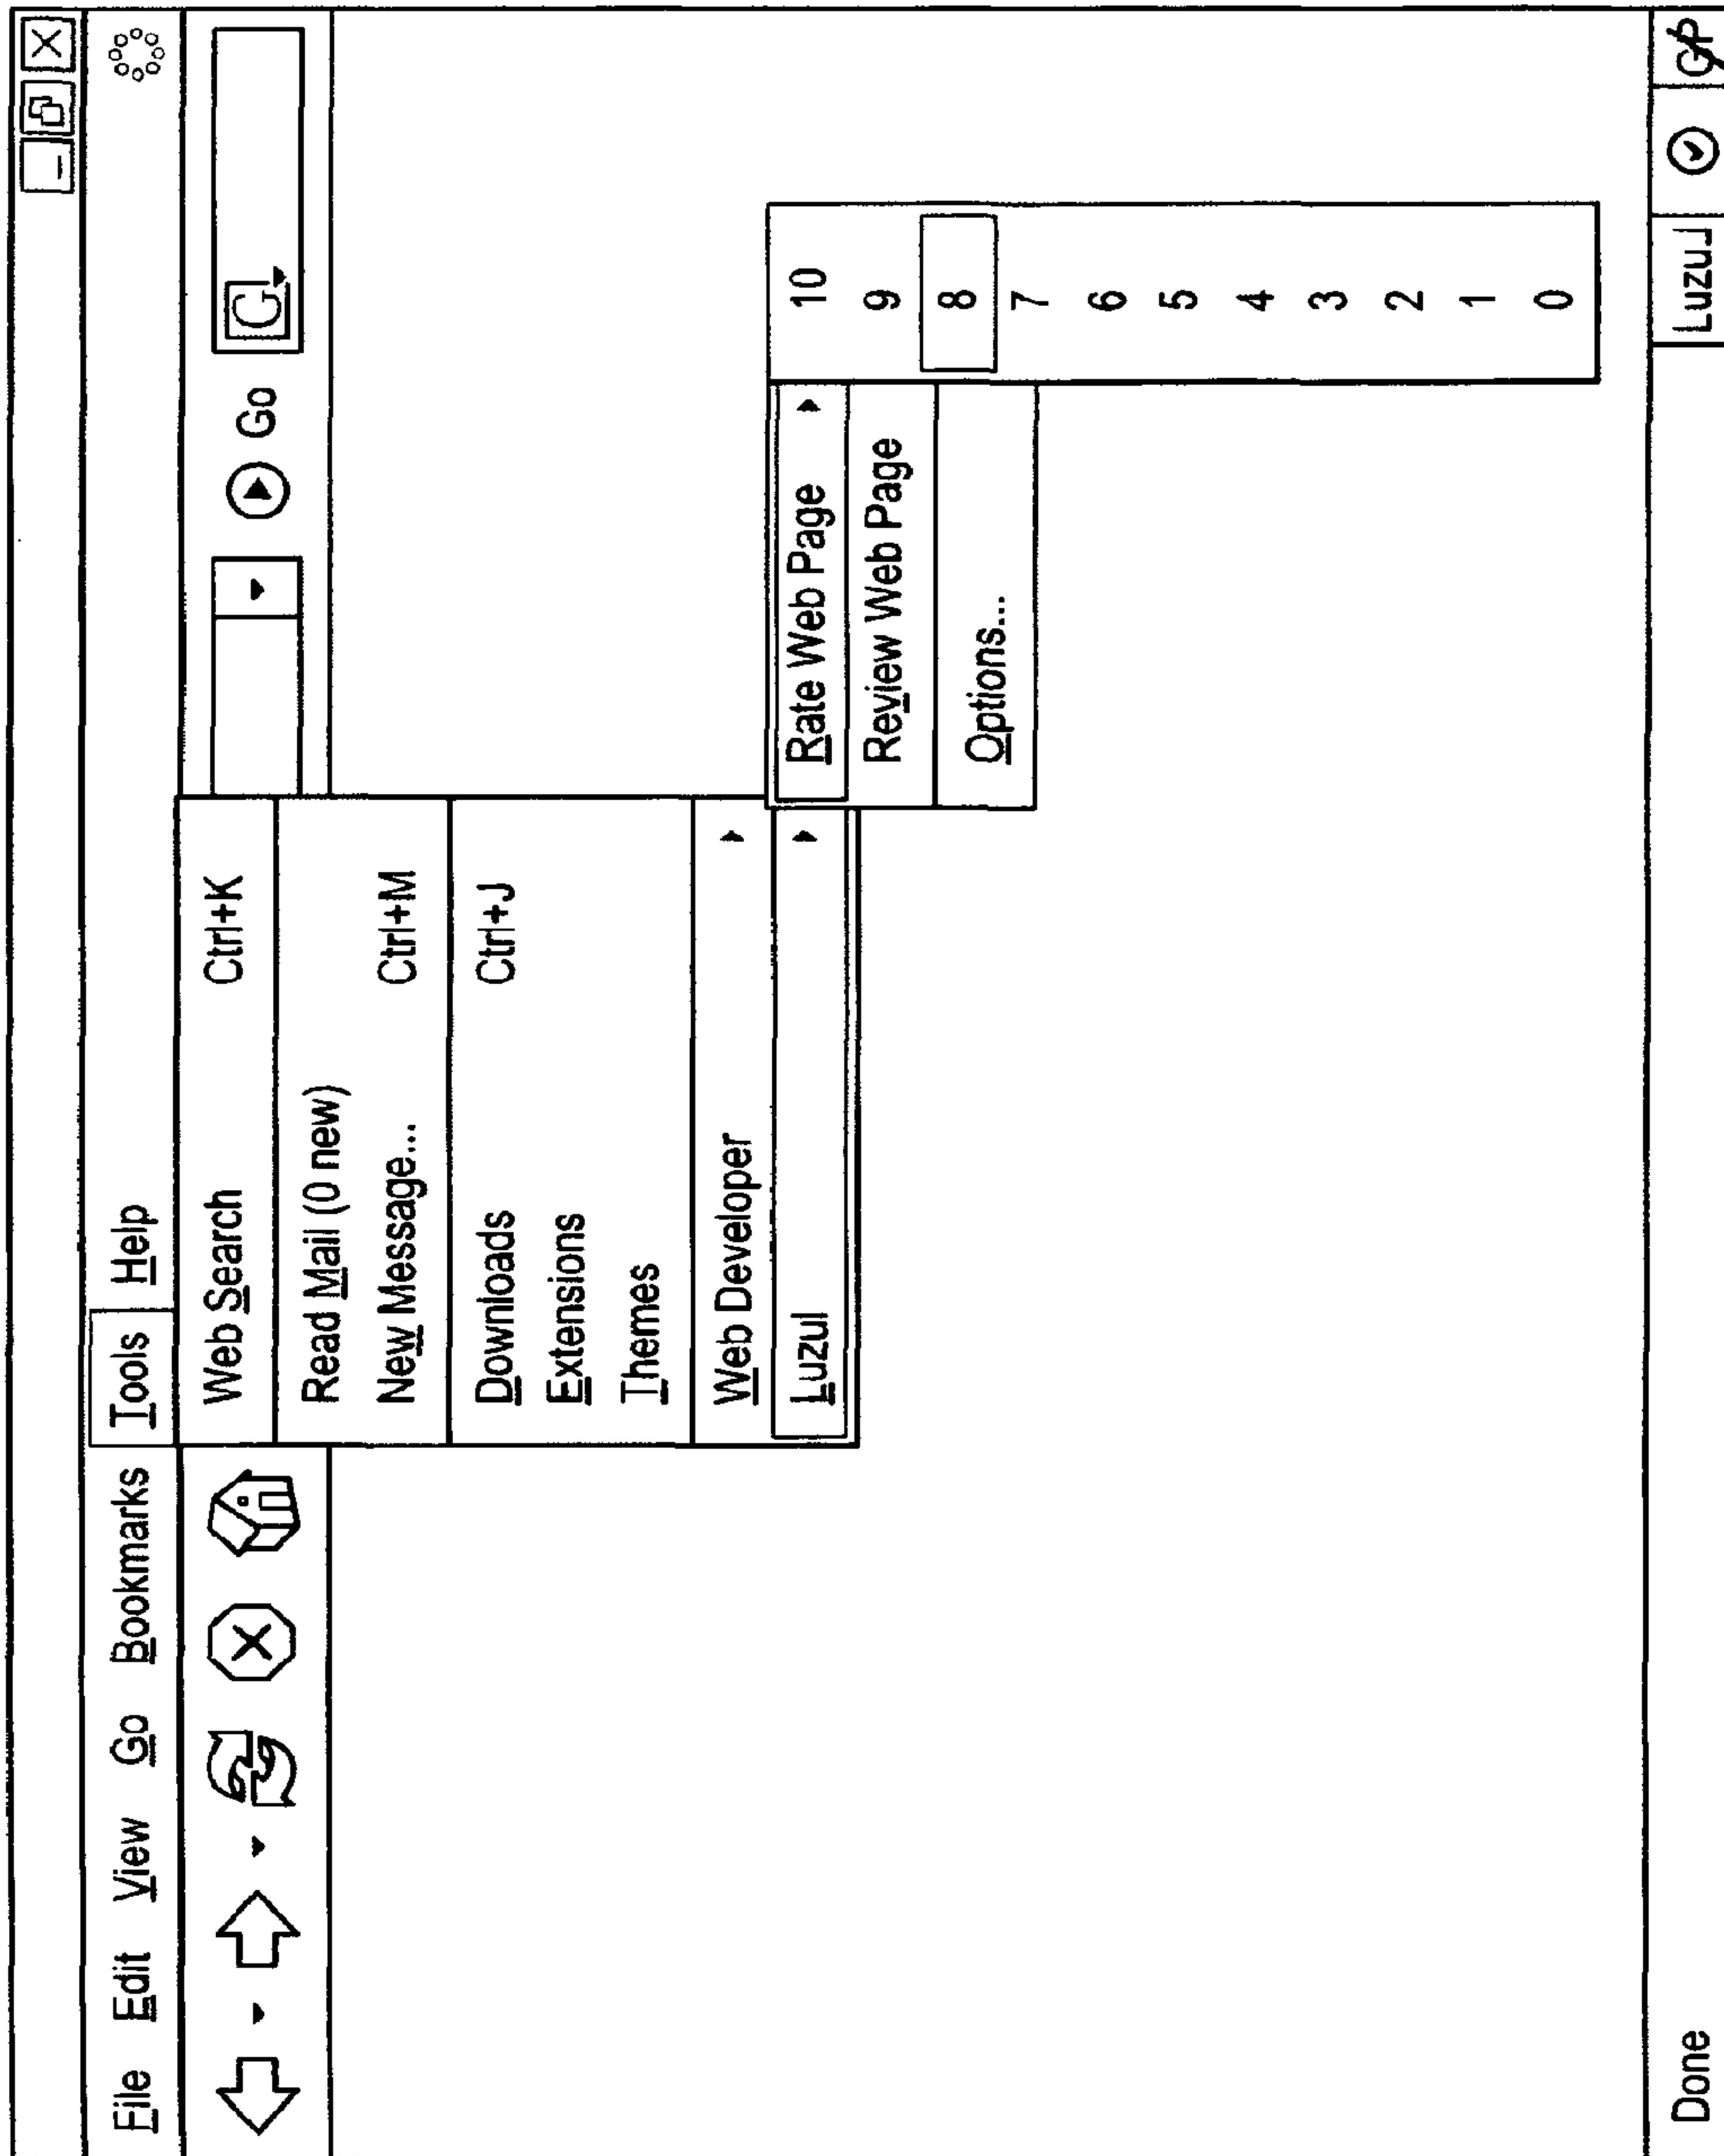 File Edit View Go Bookmarks Tools Help
G
Go
Web Search Ctrl+K
Read Mail (0 new)
New Message... Ctrl+M
Downloads Ctrl+J
Extensions
Themes
Web Developer
Luzul
Rate Web Page
Review Web Page
Options...
10
9
8
7
6
5
4
3
2
1
0
Done
Luzul